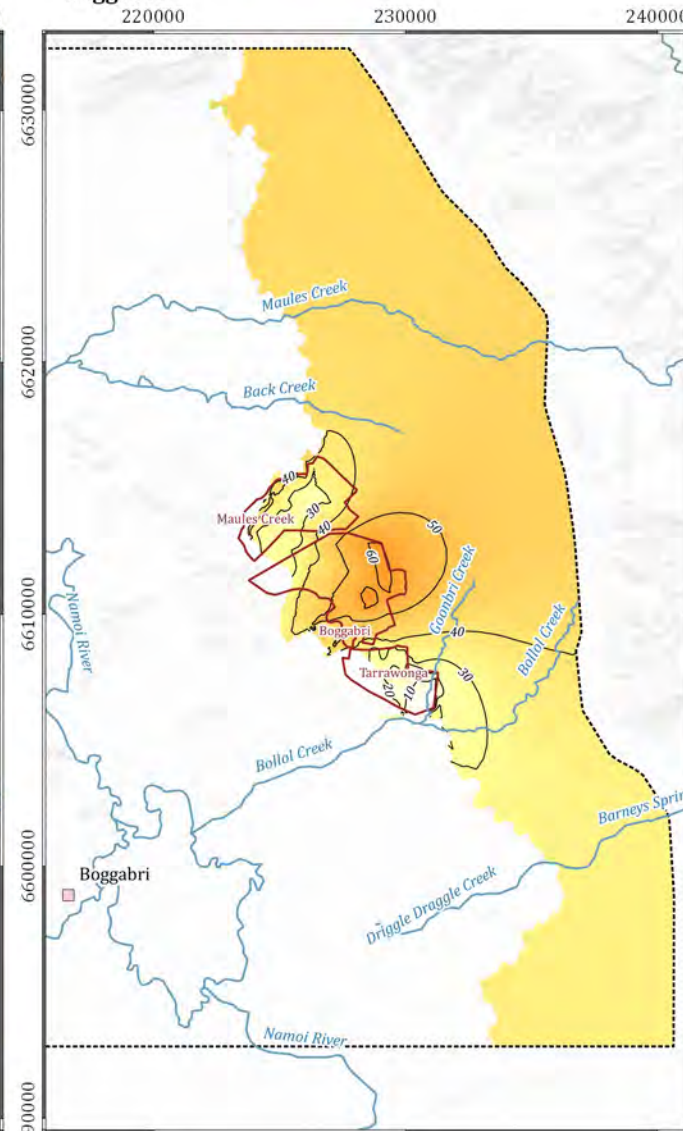 220000
230000
240000
6630000
Maules Creek
6620000
Back Creek
40
30
Maules Creek
40
50
60
Goonbri Creek
Namoi River
6610000
Boggabri
40
Bollol Creek
Tarrawonga
30
20
10
Bollol Creek
Barneys Sprin
6600000
Boggabri
Driggle Draggle Creek
Namoi River
90000